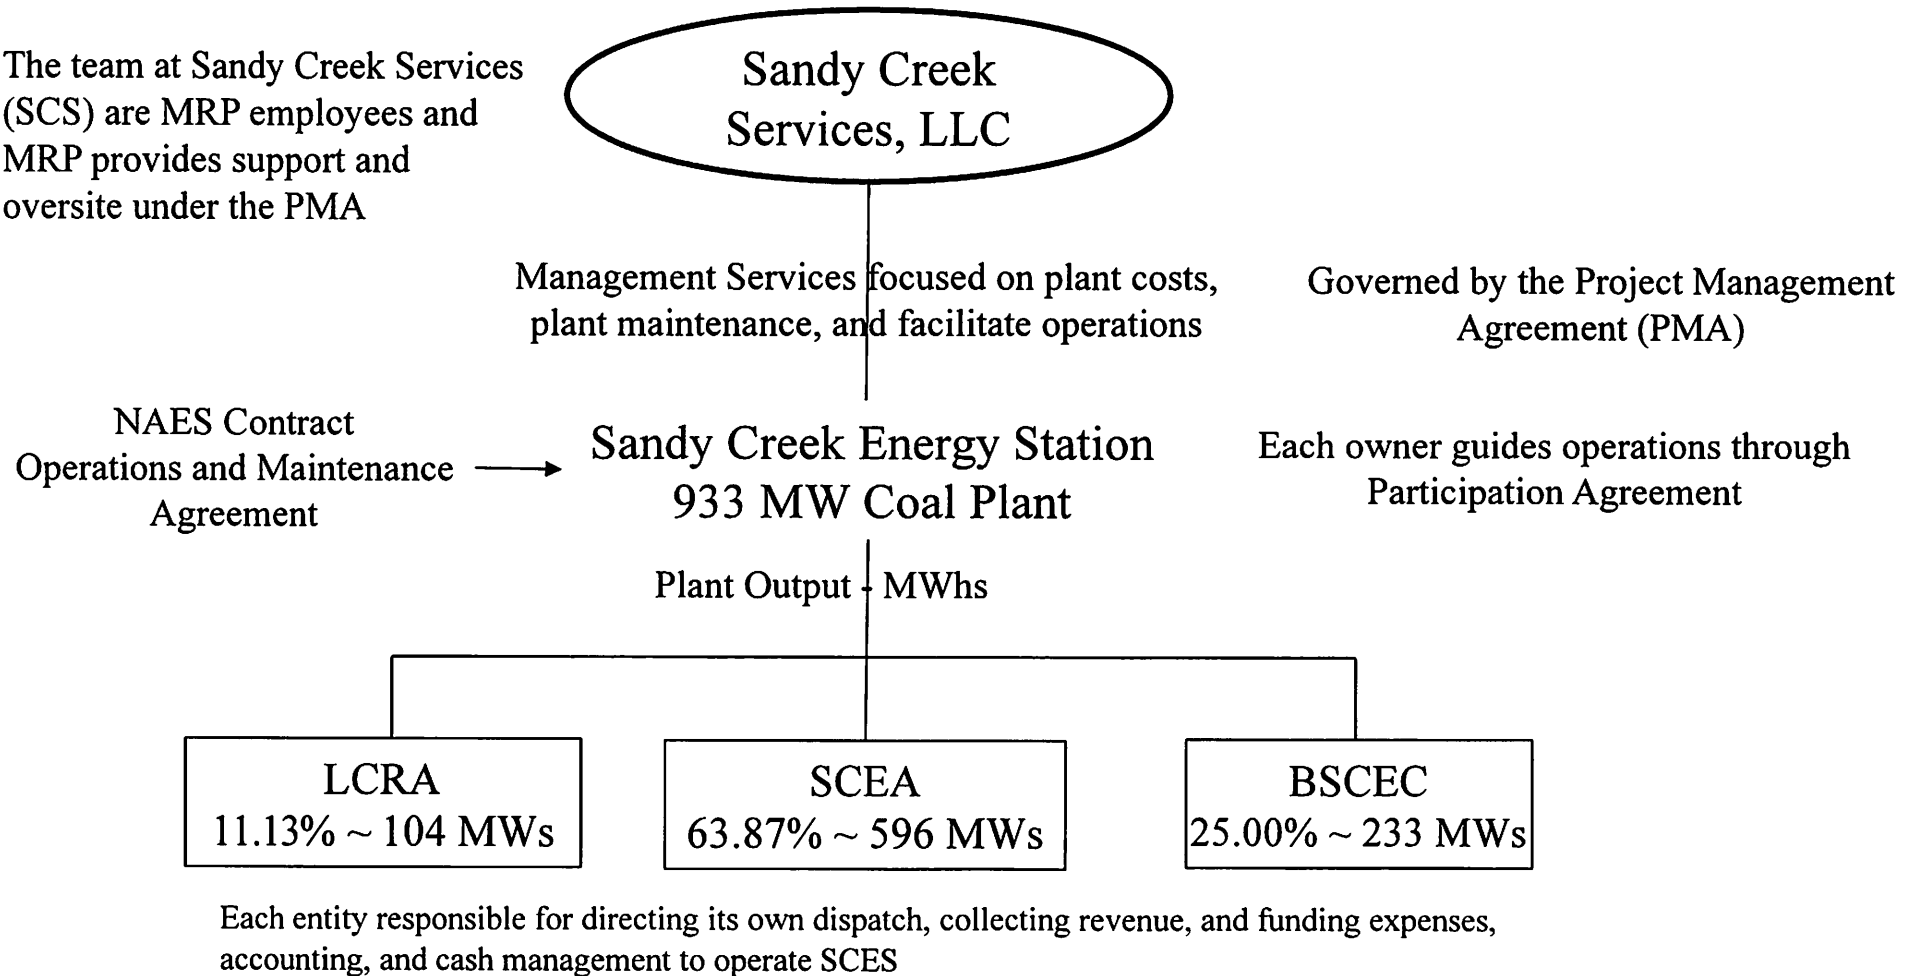 The team at Sandy Creek Services
(SCS) are MRP employees and
MRP provides support and
oversite under the PMA
Sandy Creek
Services, LLC
Management Services focused on plant costs,
plant maintenance, and facilitate operations
Governed by the Project Management
Agreement (PMA)
NAES Contract
Operations and Maintenance
Agreement
Sandy Creek Energy Station
933 MW Coal Plant
Each owner guides operations through
Participation Agreement
Plant Output - MWhs
LCRA
11.13% ~ 104 MWs
SCEA
63.87% ~ 596 MWs
BSCEC
25.00% ~ 233 MWs
Each entity responsible for directing its own dispatch, collecting revenue, and funding expenses,
accounting, and cash management to operate SCES